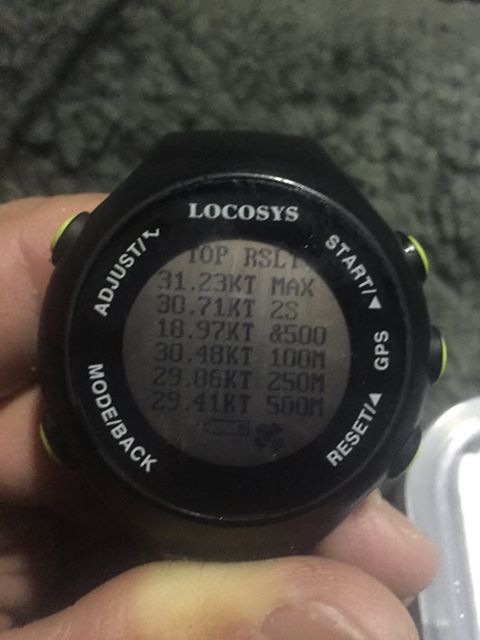 LOCOSYS
ADJUST/
START/▼
TOP RSLT
31.23KT MAX
30.71KT 2S
18.97KT &500
GPS
30.48KT 100M
29.86KT 250M
29.41KT 500M
MODE/BACK
RESET/▲